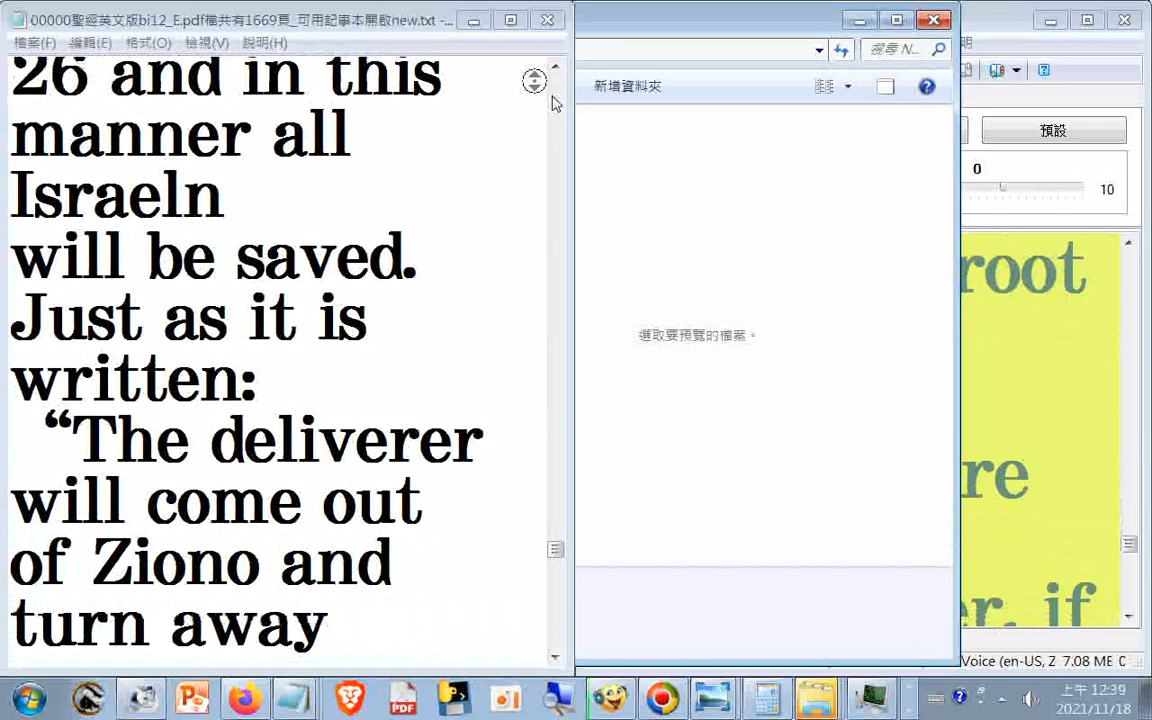 00000聖經英文版bi12_E.pdf檔共有1669頁_可用記事本開啟new.txt -...
檔案(F) 編輯(E) 格式(O) 檢視(V) 說明(H)
26 and in this
manner all
Israeln
will be saved.
Just as it is
written:
“The deliverer
will come out
of Ziono and
turn away
搜尋 N...
新增資料夾
選取要預覽的檔案。
明
預設
0
10
root
re
er, if
Voice (en-US, Z 7.08 ME C
上午 12:39
2021/11/18